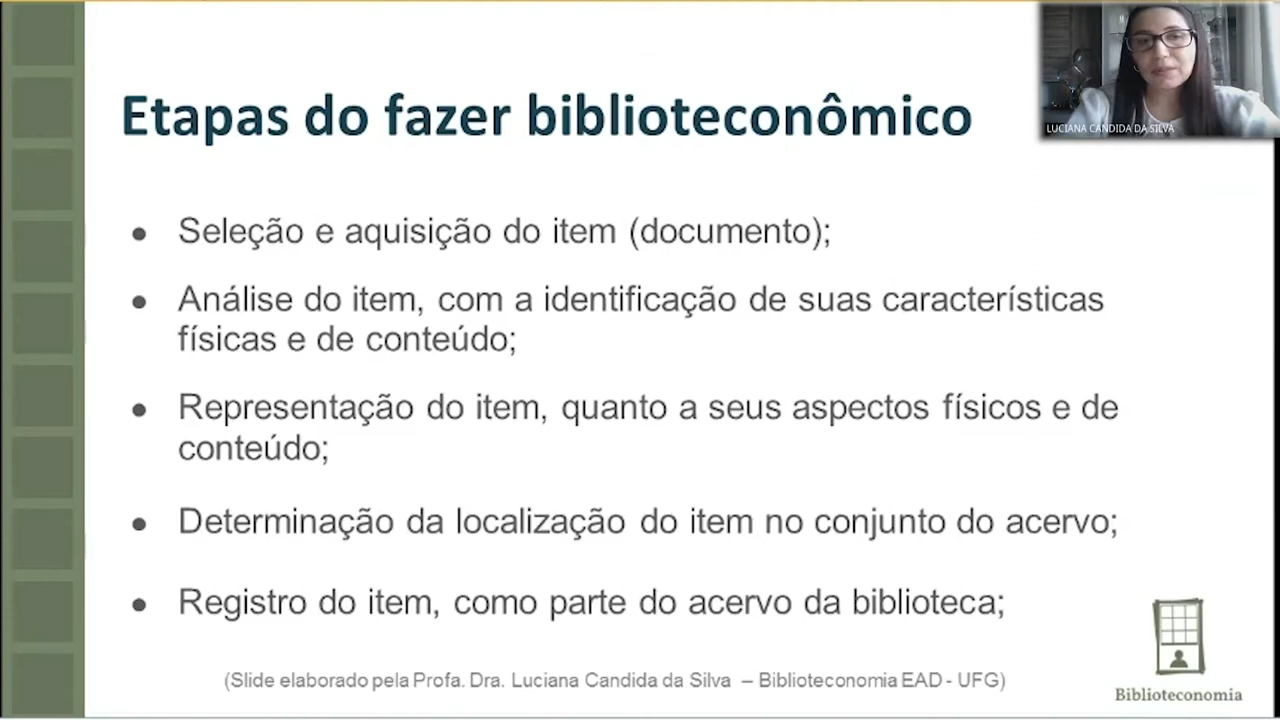 LUCIANA CANDIDA DA SILVA
Etapas do fazer biblioteconômico
● Seleção e aquisição do item (documento);
● Análise do item, com a identificação de suas características
físicas e de conteúdo;
● Representação do item, quanto a seus aspectos físicos e de
conteúdo;
● Determinação da localização do item no conjunto do acervo;
● Registro do item, como parte do acervo da biblioteca;
(Slide elaborado pela Profa. Dra. Luciana Candida da Silva – Biblioteconomia EAD - UFG)
Biblioteconomia